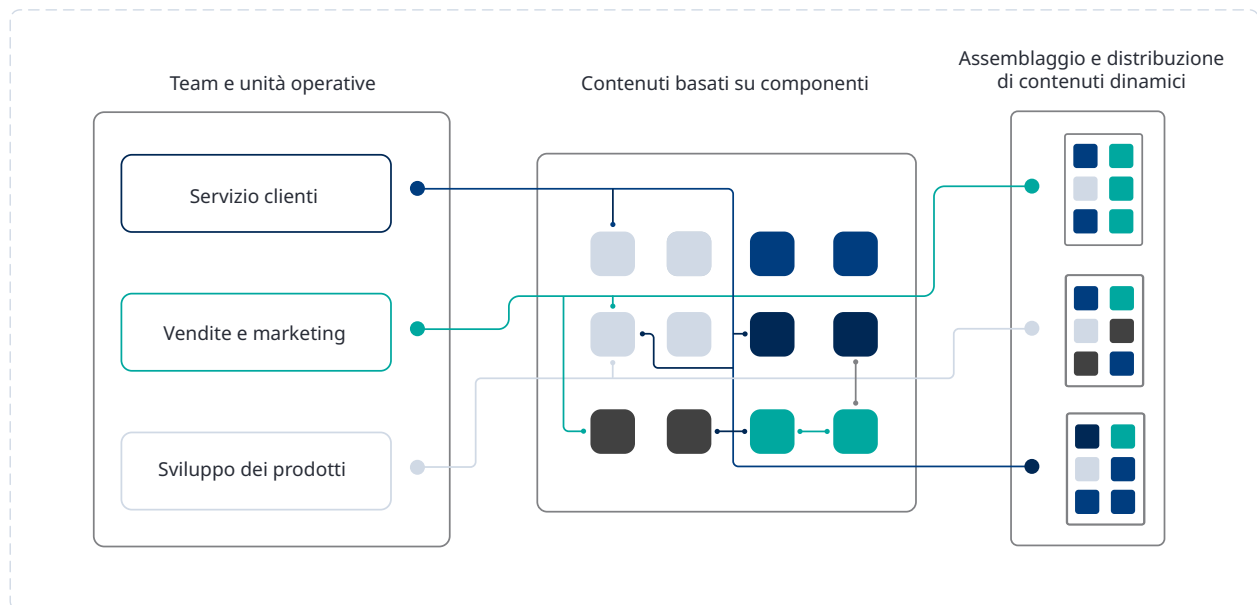 Team e unità operative
Servizio clienti
Vendite e marketing
Sviluppo dei prodotti
Contenuti basati su componenti
Assemblaggio e distribuzione
di contenuti dinamici